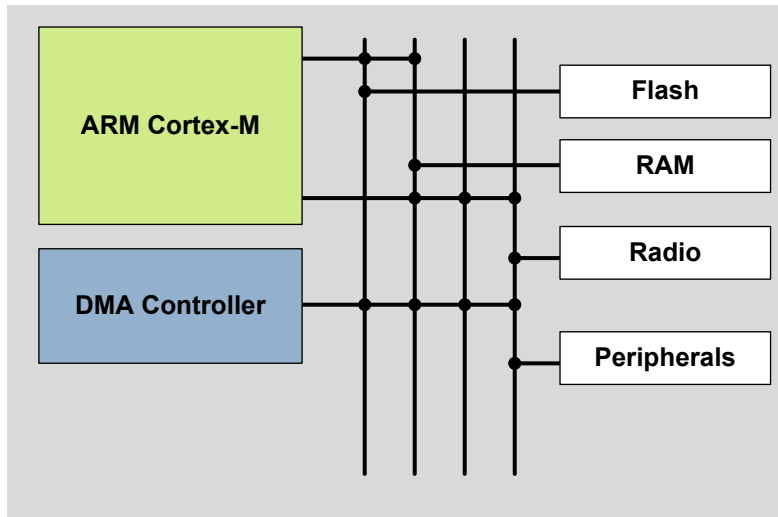 ARM Cortex-M
DMA Controller
Flash
RAM
Radio
Peripherals